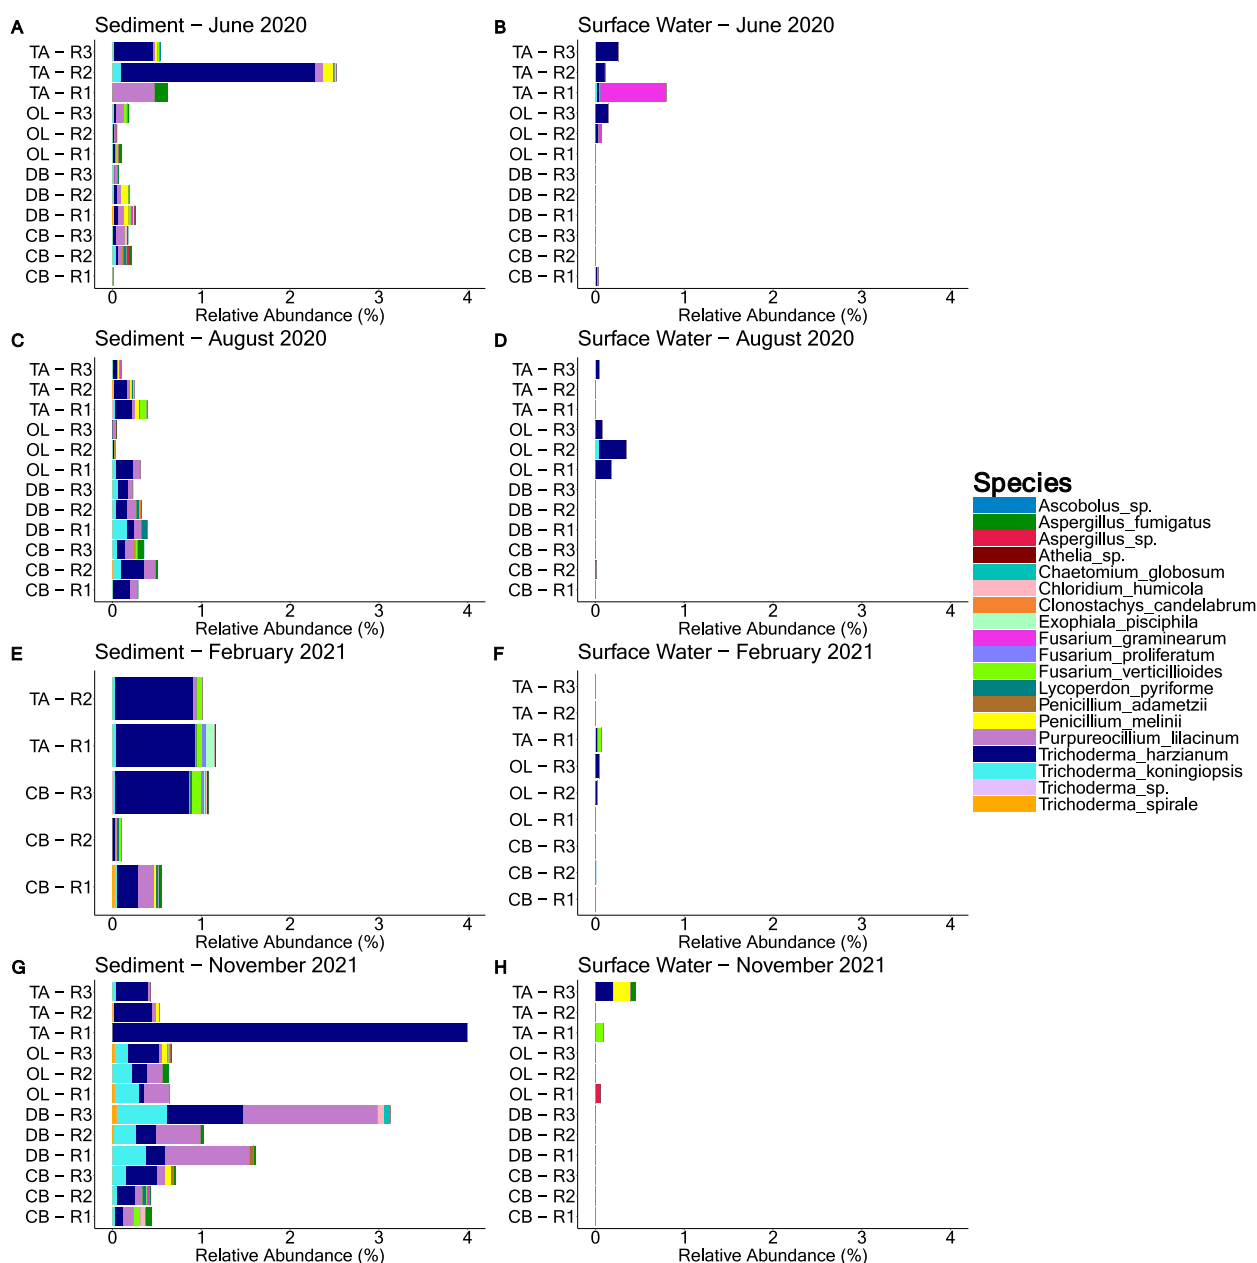 A Sediment – June 2020
TA – R3
TA – R2
TA – R1
OL – R3
OL – R2
OL – R1
DB – R3
DB – R2
DB – R1
CB – R3
CB – R2
CB – R1
0 1 2 3 4
Relative Abundance (%)
B Surface Water – June 2020
TA – R3
TA – R2
TA – R1
OL – R3
OL – R2
OL – R1
DB – R3
DB – R2
DB – R1
CB – R3
CB – R2
CB – R1
0 1 2 3 4
Relative Abundance (%)
C Sediment – August 2020
TA – R3
TA – R2
TA – R1
OL – R3
OL – R2
OL – R1
DB – R3
DB – R2
DB – R1
CB – R3
CB – R2
CB – R1
0 1 2 3 4
Relative Abundance (%)
D Surface Water – August 2020
TA – R3
TA – R2
TA – R1
OL – R3
OL – R2
OL – R1
DB – R3
DB – R2
DB – R1
CB – R3
CB – R2
CB – R1
0 1 2 3 4
Relative Abundance (%)
E Sediment – February 2021
TA – R2
TA – R1
CB – R3
CB – R2
CB – R1
0 1 2 3 4
Relative Abundance (%)
F Surface Water – February 2021
TA – R3
TA – R2
TA – R1
OL – R3
OL – R2
OL – R1
CB – R3
CB – R2
CB – R1
0 1 2 3 4
Relative Abundance (%)
G Sediment – November 2021
TA – R3
TA – R2
TA – R1
OL – R3
OL – R2
OL – R1
DB – R3
DB – R2
DB – R1
CB – R3
CB – R2
CB – R1
0 1 2 3 4
Relative Abundance (%)
H Surface Water – November 2021
TA – R3
TA – R2
TA – R1
OL – R3
OL – R2
OL – R1
DB – R3
DB – R2
DB – R1
CB – R3
CB – R2
CB – R1
0 1 2 3 4
Relative Abundance (%)
Species
Ascobolus_sp.
Aspergillus_fumigatus
Aspergillus_sp.
Athelia_sp.
Chaetomium_globosum
Chloridium_humicola
Clonostachys_candelabrum
Exophiala_pisciphila
Fusarium_graminearum
Fusarium_proliferatum
Fusarium_verticillioides
Lycoperdon_pyriforme
Penicillium_adametzii
Penicillium_melinii
Purpureocillium_lilacinum
Trichoderma_harzianum
Trichoderma_koningiopsis
Trichoderma_sp.
Trichoderma_spirale